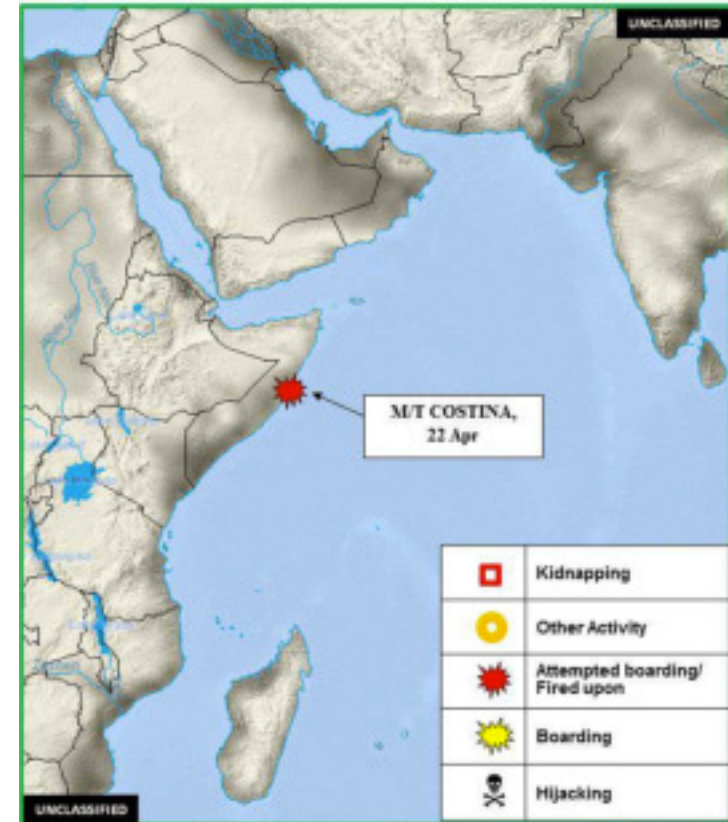 UNCLASSIFIED
M/T COSTINA,
22 Apr
Kidnapping
Other Activity
Attempted boarding/
Fired upon
Boarding
Hijacking
UNCLASSIFIED